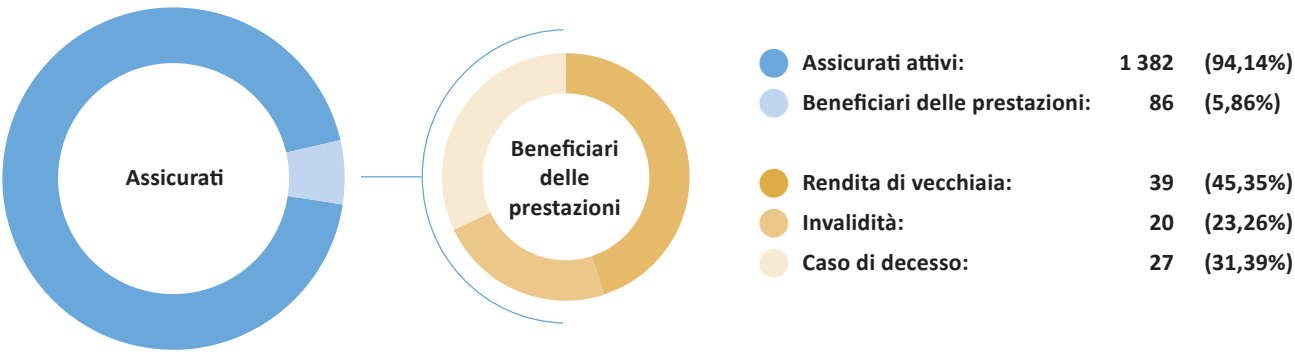 Assicurati
Beneficiari
delle
prestazioni
Assicurati attivi: 1 382 (94,14%)
Beneficiari delle prestazioni: 86 (5,86%)
Rendita di vecchiaia: 39 (45,35%)
Invalidità: 20 (23,26%)
Caso di decesso: 27 (31,39%)